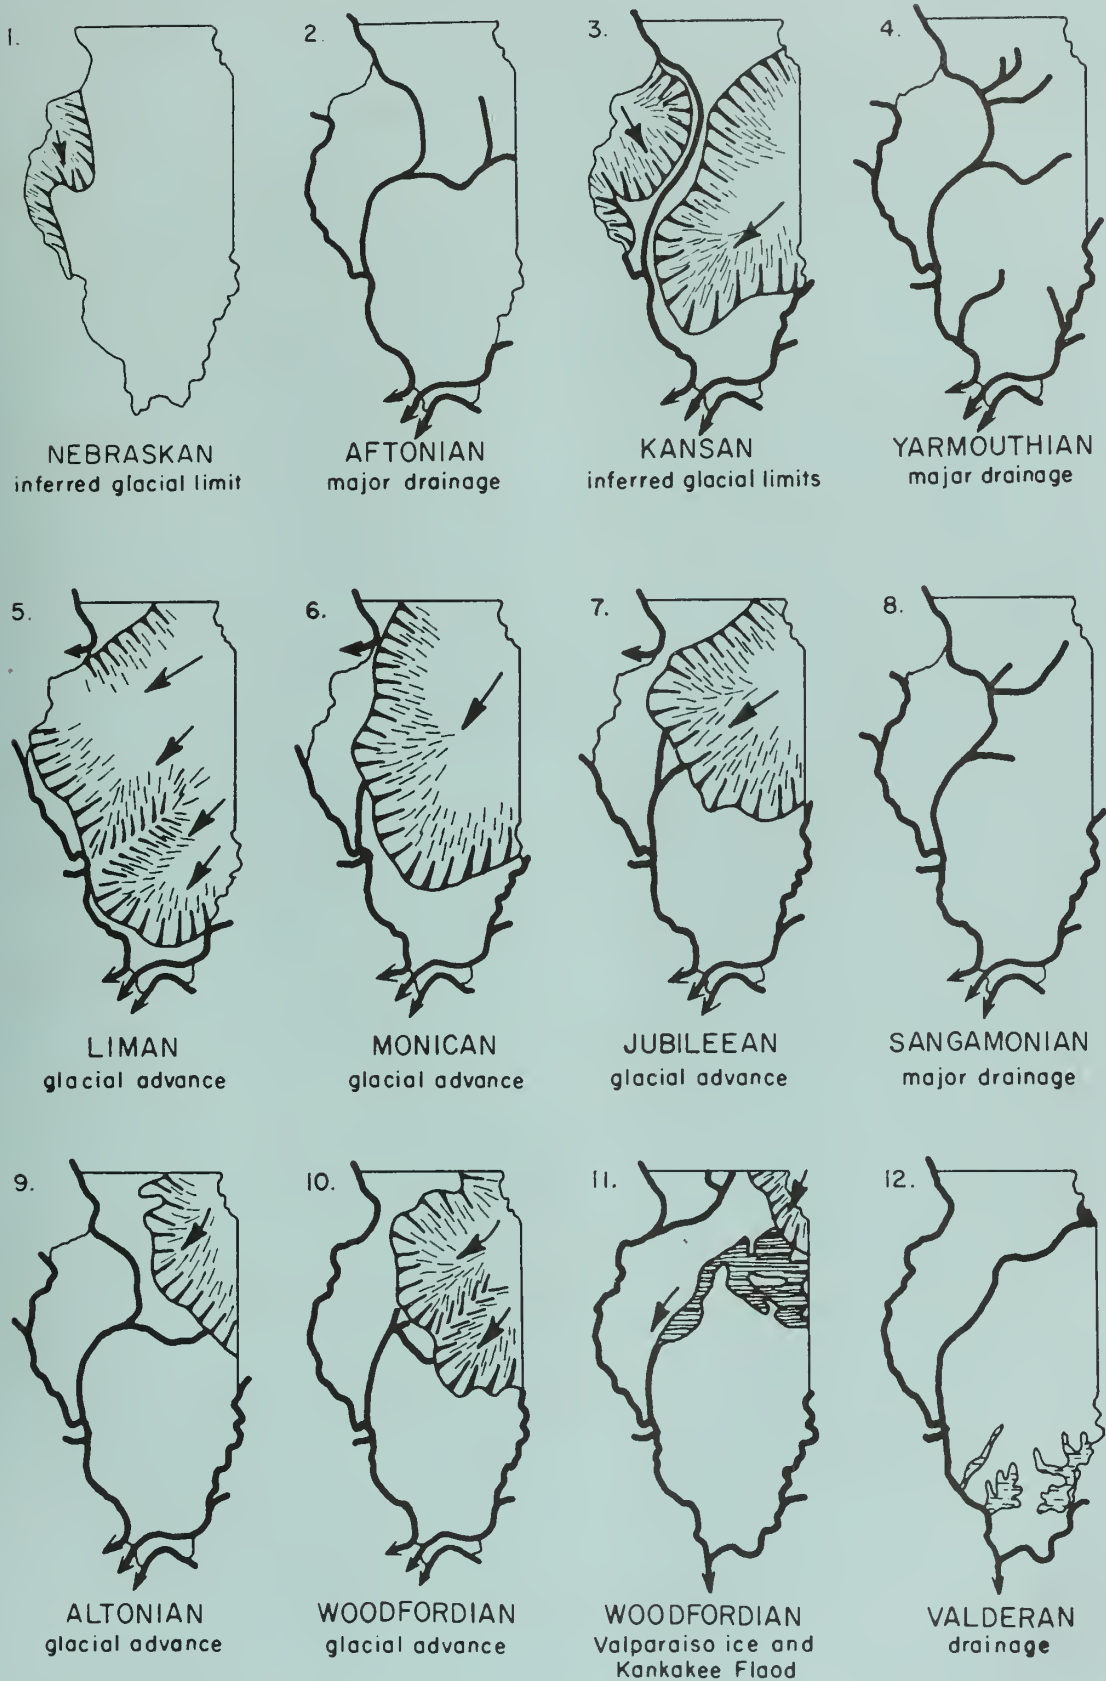 1.
NEBRASKAN
inferred glacial limit
2.
AFTONIAN
major drainage
3.
KANSAN
inferred glacial limits
4.
YARMOUTHIAN
majar drainage
5.
LIMAN
glacial advance
6.
MONICAN
glacial advance
7.
JUBILEEAN
glacial advance
8.
SANGAMONIAN
major drainage
9.
ALTONIAN
glacial advance
10.
WOODFORDIAN
glacial advance
11.
WOODFORDIAN
Valparaiso ice and
Kankakee Flaod
12.
VALDERAN
drainage